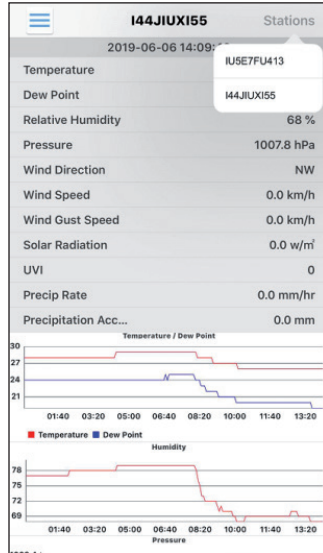 I44JIUXI55 Stations
2019-06-06 14:09:
IU5E7FU413
I44JIUXI55
Temperature
Dew Point
Relative Humidity 68 %
Pressure 1007.8 hPa
Wind Direction NW
Wind Speed 0.0 km/h
Wind Gust Speed 0.0 km/h
Solar Radiation 0.0 w/㎡
UVI 0
Precip Rate 0.0 mm/hr
Precipitation Acc... 0.0 mm
Temperature / Dew Point
30
27
24
21
01:40 03:20 05:00 06:40 08:20 10:00 11:40 13:20
Temperature Dew Point
Humidity
78
75
72
69
01:40 03:20 05:00 06:40 08:20 10:00 11:40 13:20
Pressure